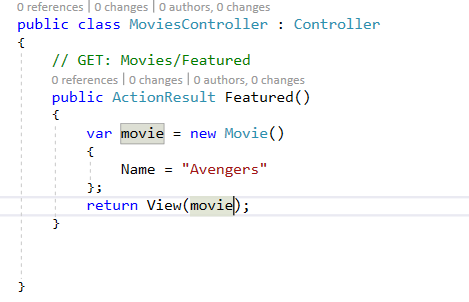 0 references | 0 changes | 0 authors, 0 changes
public class MoviesController : Controller
{
// GET: Movies/Featured
0 references | 0 changes | 0 authors, 0 changes
public ActionResult Featured()
{
var movie = new Movie()
{
Name = "Avengers"
};
return View(movie);
}
}